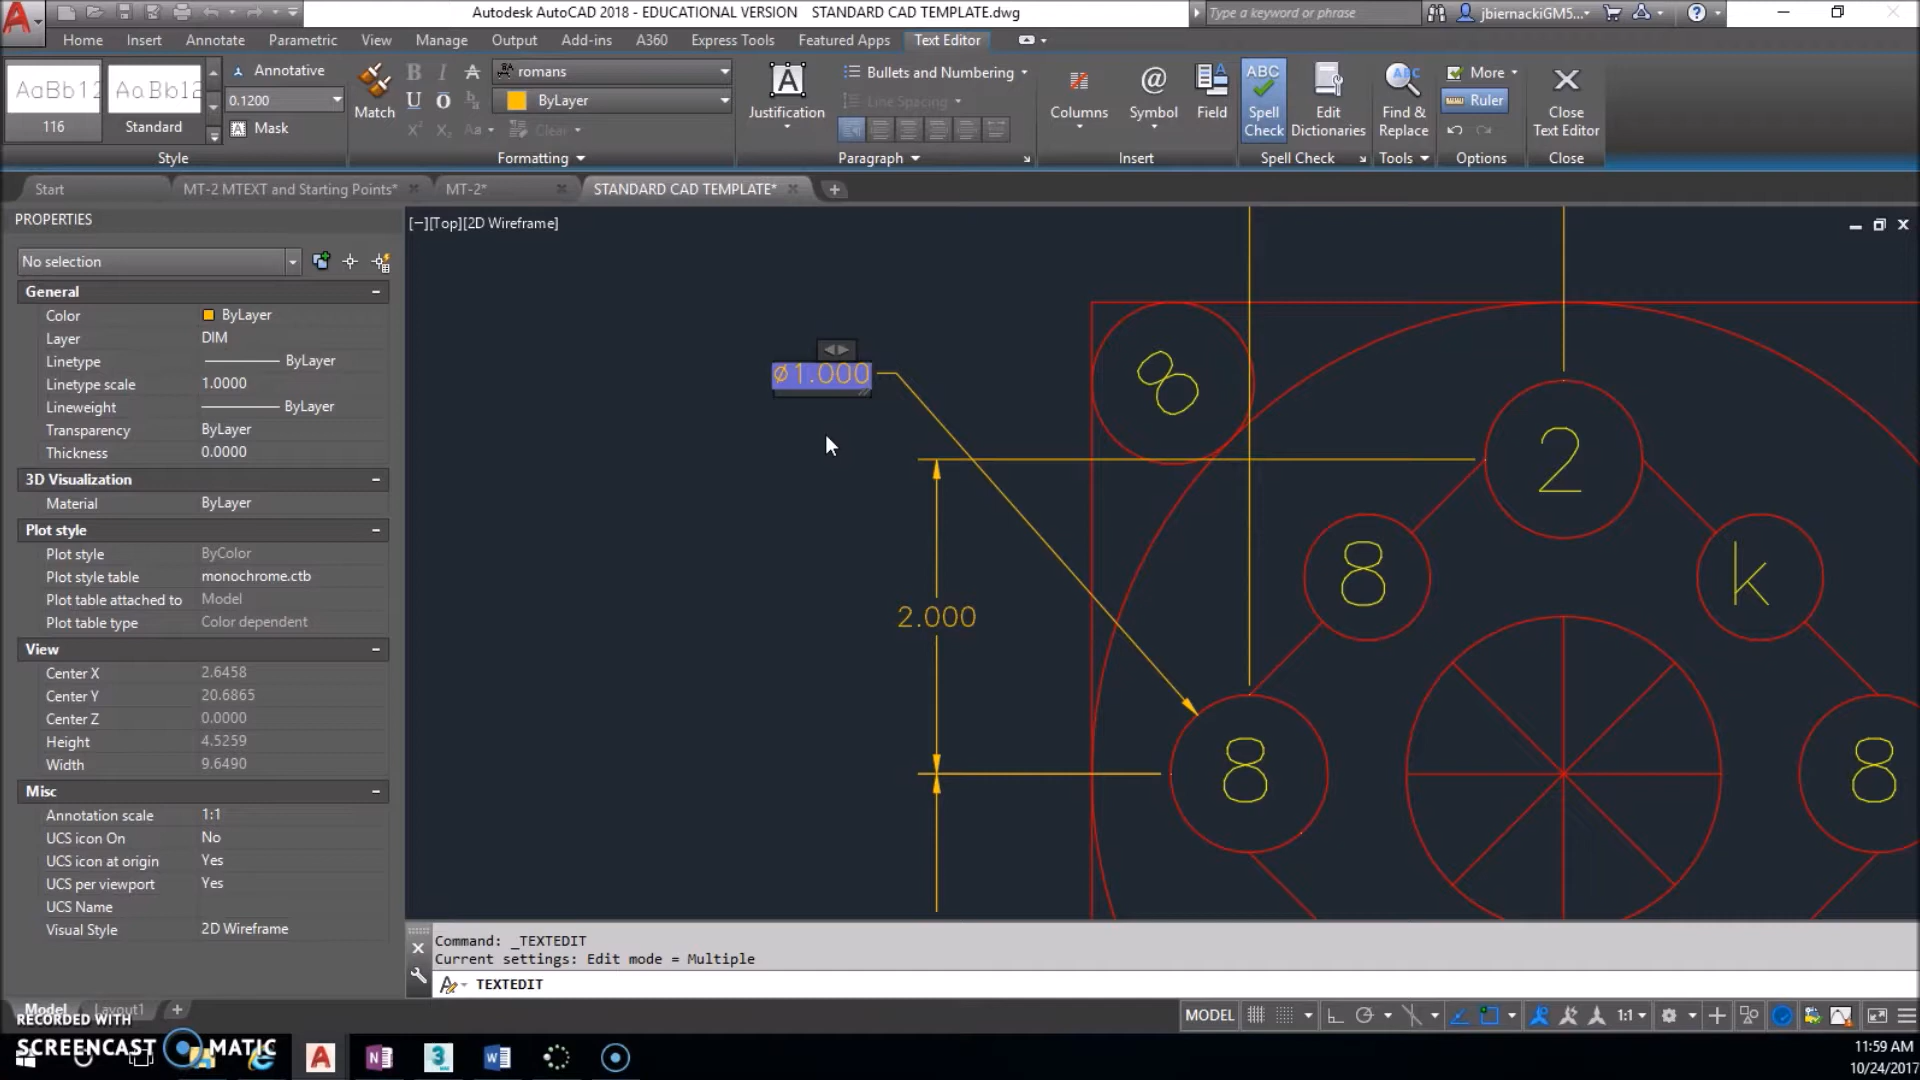 Autodesk AutoCAD 2018 - EDUCATIONAL VERSION STANDARD CAD TEMPLATE.dwg
Type a keyword or phrase
jbiernackiGM5...
Home Insert Annotate Parametric View Manage Output Add-ins A360 Express Tools Featured Apps Text Editor
AaBb12 AaBb12
116 Standard
Annotative
0.1200
Mask
Style
Match
romans
ByLayer
Clear
Formatting
Justification
Bullets and Numbering
Line Spacing
Paragraph
Columns
Symbol
Field
Insert
ABC
Spell Check
Edit Dictionaries
Spell Check
ABC
Find & Replace
Tools
More
Ruler
Options
Close Text Editor
Close
Start MT-2 MTEXT and Starting Points* MT-2* STANDARD CAD TEMPLATE*
PROPERTIES
[−][Top][2D Wireframe]
No selection
General
Color ByLayer
Layer DIM
Linetype ByLayer
Linetype scale 1.0000
Lineweight ByLayer
Transparency ByLayer
Thickness 0.0000
3D Visualization
Material ByLayer
Plot style
Plot style ByColor
Plot style table monochrome.ctb
Plot table attached to Model
Plot table type Color dependent
View
Center X 2.6458
Center Y 20.6865
Center Z 0.0000
Height 4.5259
Width 9.6490
Misc
Annotation scale 1:1
UCS icon On No
UCS icon at origin Yes
UCS per viewport Yes
UCS Name
Visual Style 2D Wireframe
ø1.000
8
2
8
k
2.000
8
8
Command: _TEXTEDIT
Current settings: Edit mode = Multiple
TEXTEDIT
Model Layout1
MODEL 1:1
RECORDED WITH
SCREENCAST MATIC
11:59 AM
10/24/2017